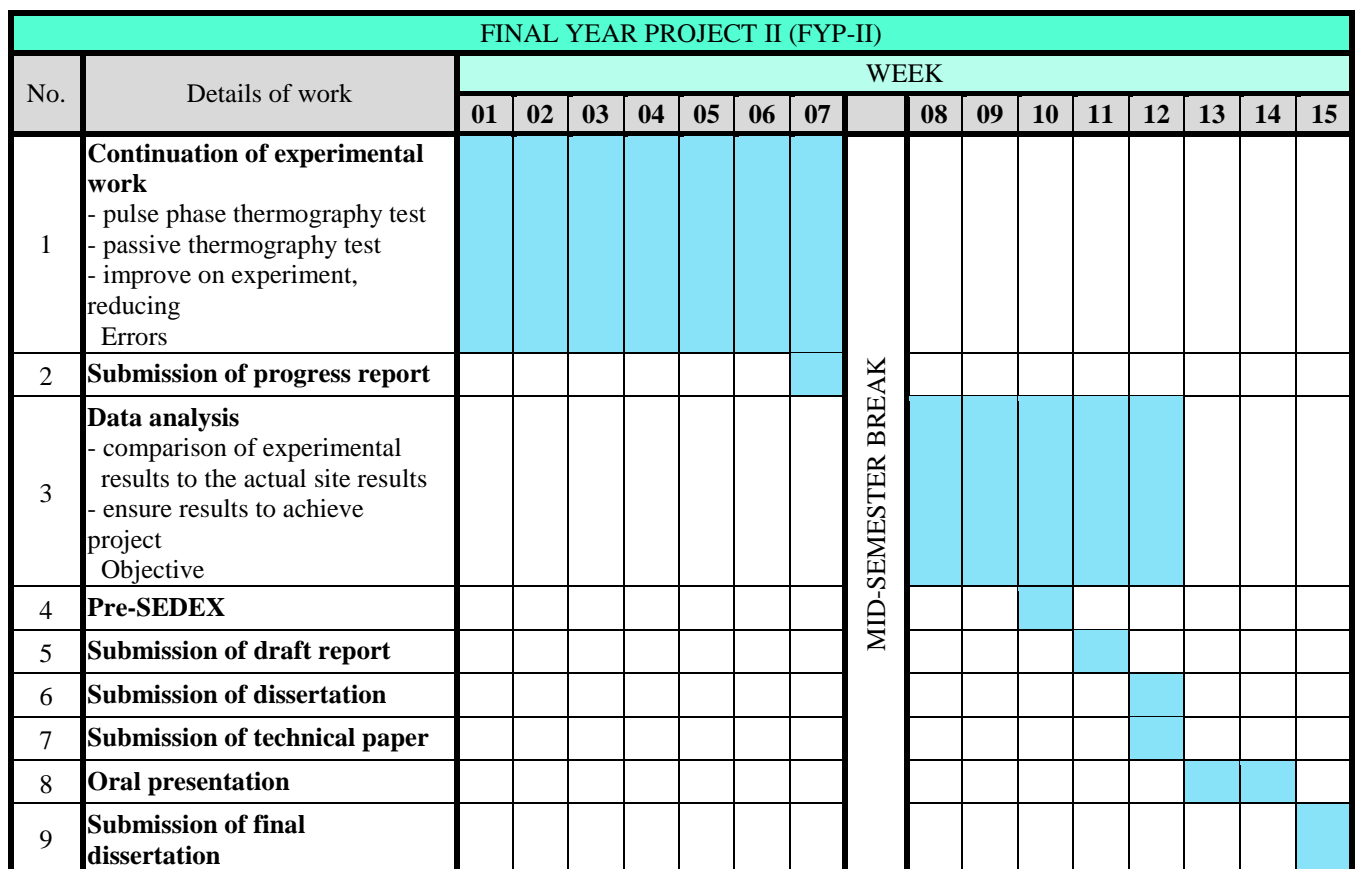 FINAL YEAR PROJECT II (FYP-II)
No.
Details of work
WEEK
01 02 03 04 05 06 07 08 09 10 11 12 13 14 15
1
Continuation of experimental
work
- pulse phase thermography test
- passive thermography test
- improve on experiment,
reducing
Errors
MID-SEMESTER BREAK
2
Submission of progress report
3
Data analysis
- comparison of experimental
results to the actual site results
- ensure results to achieve
project
Objective
4
Pre-SEDEX
5
Submission of draft report
6
Submission of dissertation
7
Submission of technical paper
8
Oral presentation
9
Submission of final
dissertation